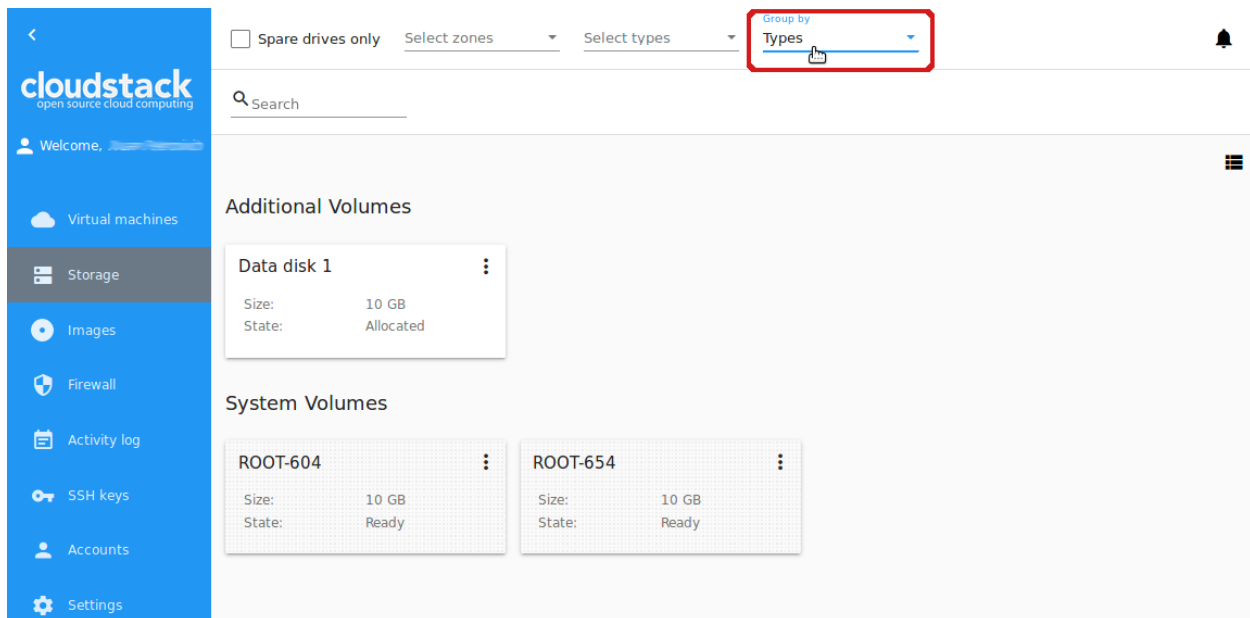 Group by
Spare drives only Select zones Select types Types
cloudstack
open source cloud computing
Search
Welcome,
Virtual machines
Storage
Images
Firewall
Activity log
SSH keys
Accounts
Settings
Additional Volumes
Data disk 1
Size: 10 GB
State: Allocated
System Volumes
ROOT-604
Size: 10 GB
State: Ready
ROOT-654
Size: 10 GB
State: Ready